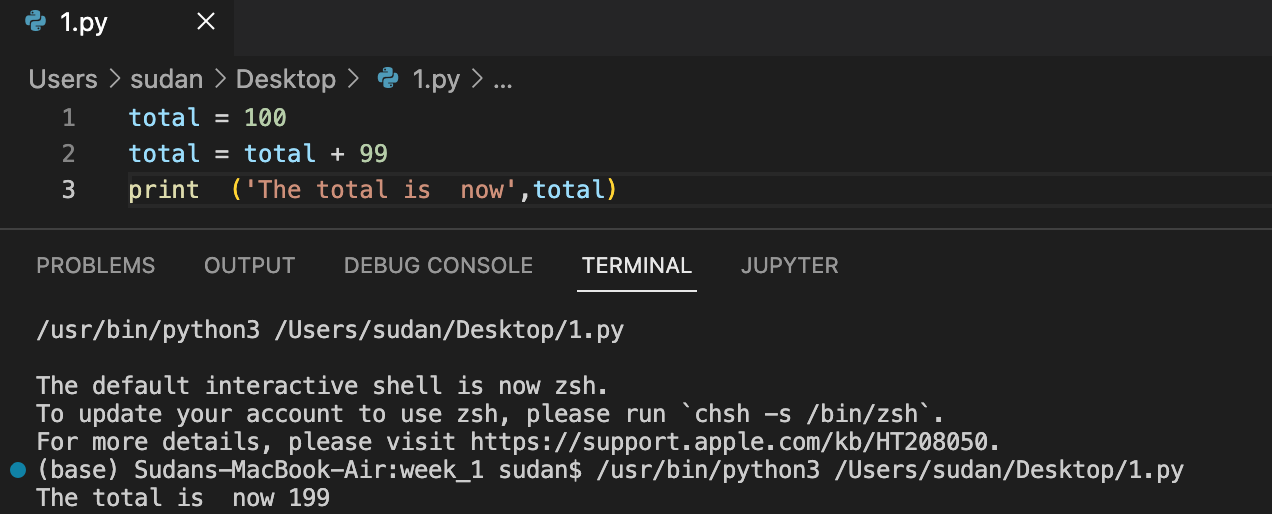 1.py
Users > sudan > Desktop > 1.py > ...
1 total = 100
2 total = total + 99
3 print  ('The total is  now',total)
PROBLEMS OUTPUT DEBUG CONSOLE TERMINAL JUPYTER
/usr/bin/python3 /Users/sudan/Desktop/1.py
The default interactive shell is now zsh.
To update your account to use zsh, please run `chsh -s /bin/zsh`.
For more details, please visit https://support.apple.com/kb/HT208050.
(base) Sudans-MacBook-Air:week_1 sudan$ /usr/bin/python3 /Users/sudan/Desktop/1.py
The total is  now 199